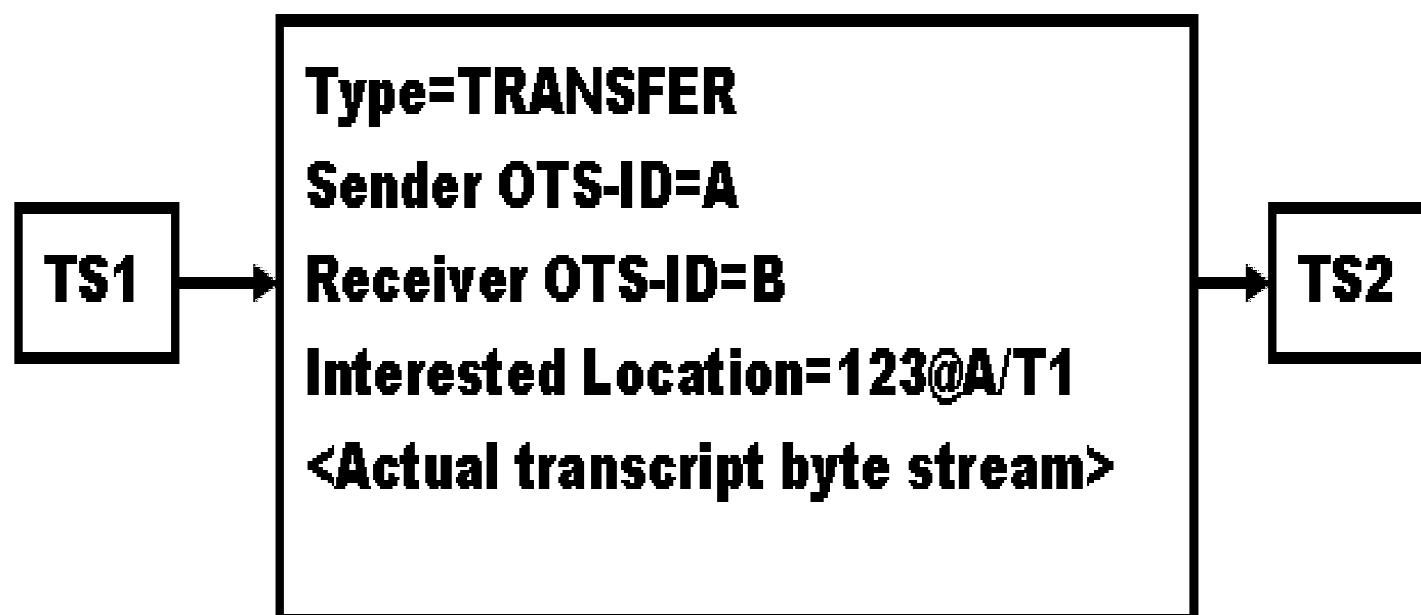 Type=TRANSFER
Sender OTS-ID=A
TS1
Receiver OTS-ID=B
TS2
Interested Location=123@A/T1
<Actual transcript byte stream>